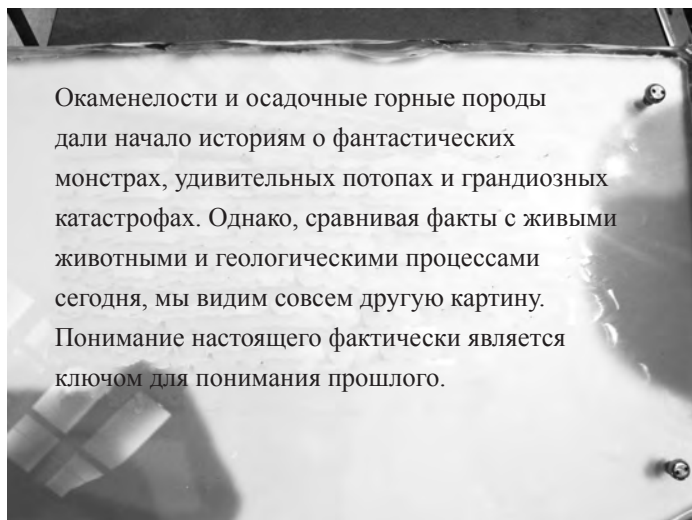 Окаменелости и осадочные горные породы
дали начало историям о фантастических
монстрах, удивительных потопах и грандиозных
катастрофах. Однако, сравнивая факты с живыми
животными и геологическими процессами
сегодня, мы видим совсем другую картину.
Понимание настоящего фактически является
ключом для понимания прошлого.